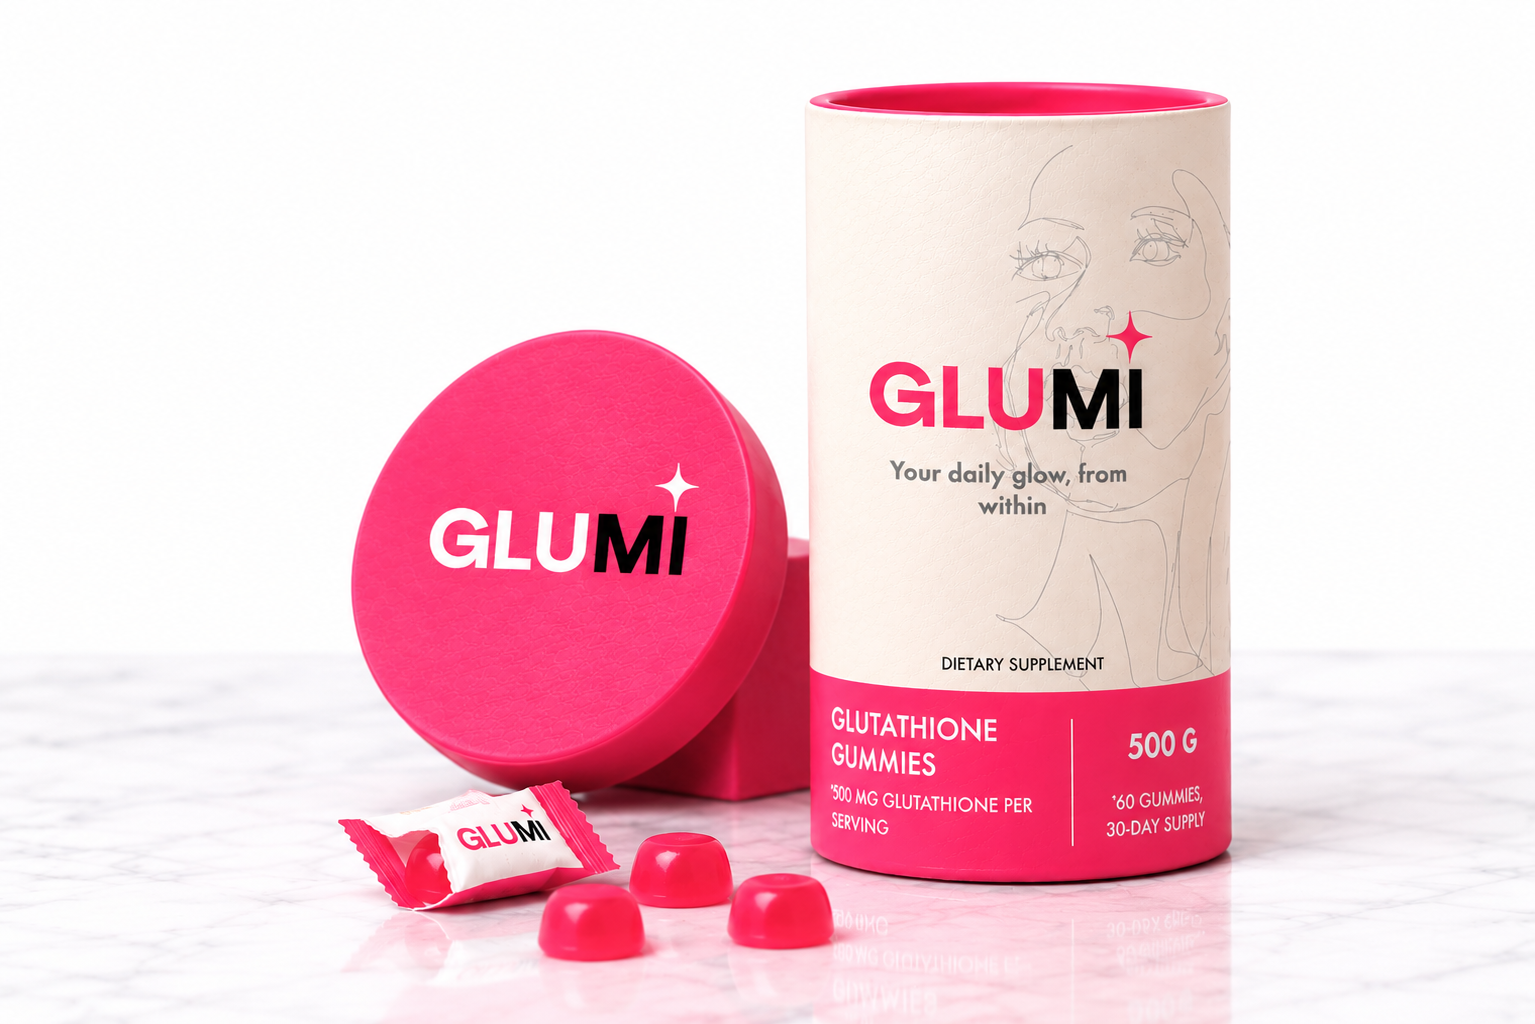 GLUMI
GLUMI
Your daily glow, from
within
DIETARY SUPPLEMENT
GLUTATHIONE
GUMMIES
*500 MG GLUTATHIONE PER
SERVING
500 G
*60 GUMMIES,
30-DAY SUPPLY
GLUMI